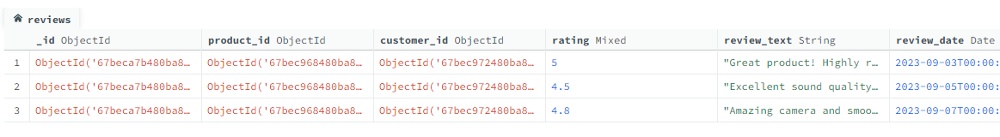 reviews
_id ObjectId product_id ObjectId customer_id ObjectId rating Mixed review_text String review_date Date
1 ObjectId('67beca7b480ba8… ObjectId('67bec968480ba8… ObjectId('67bec972480ba8… 5 "Great product! Highly r… 2023-09-03T00:00:
2 ObjectId('67beca7b480ba8… ObjectId('67bec968480ba8… ObjectId('67bec972480ba8… 4.5 "Excellent sound quality… 2023-09-05T00:00:
3 ObjectId('67beca7b480ba8… ObjectId('67bec968480ba8… ObjectId('67bec972480ba8… 4.8 "Amazing camera and smoo… 2023-09-07T00:00: